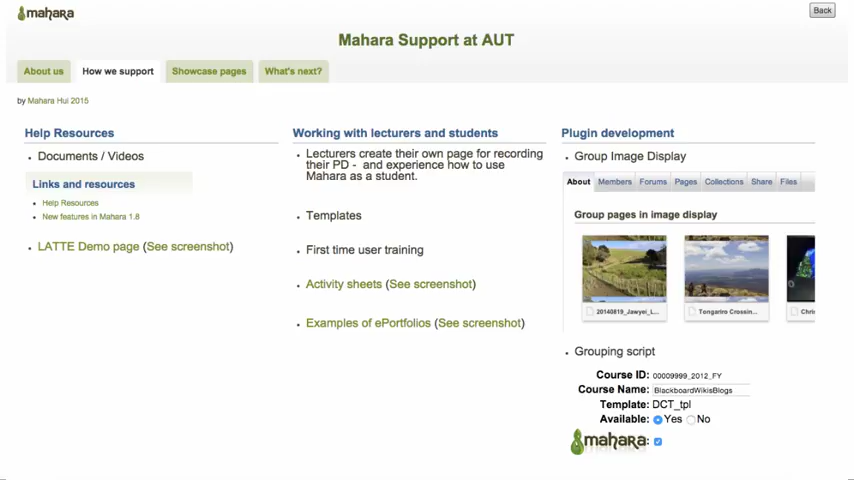 mahara
Back
Mahara Support at AUT
About us
How we support
Showcase pages
What's next?
by Mahara Hui 2015
Help Resources
• Documents / Videos
Links and resources
• Help Resources
• New features in Mahara 1.8
• LATTE Demo page (See screenshot)
Working with lecturers and students
• Lecturers create their own page for recording
their PD - and experience how to use
Mahara as a student.
• Templates
• First time user training
• Activity sheets (See screenshot)
• Examples of ePortfolios (See screenshot)
Plugin development
• Group Image Display
About Members Forums Pages Collections Share Files
Group pages in image display
20140819_Jawyei_L...
Tongariro Crossin...
Chris
• Grouping script
Course ID: 00009999_2012_FY
Course Name: BlackboardWikisBlogs
Template: DCT_tpl
Available: Yes No
mahara: